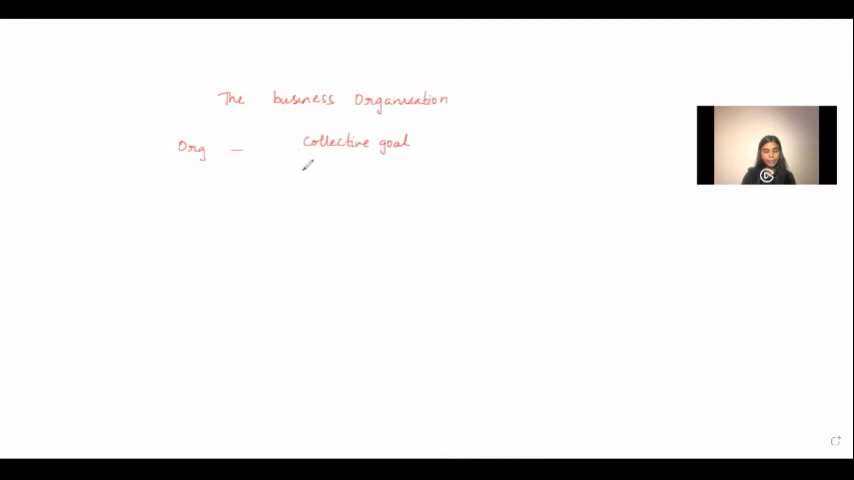 The business Organisation
Org — Collective goal